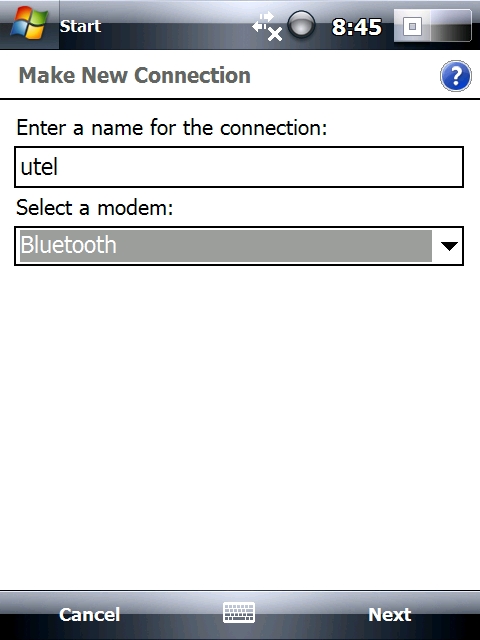 Start
8:45
Make New Connection
?
Enter a name for the connection:
utel
Select a modem:
Bluetooth
Cancel
Next